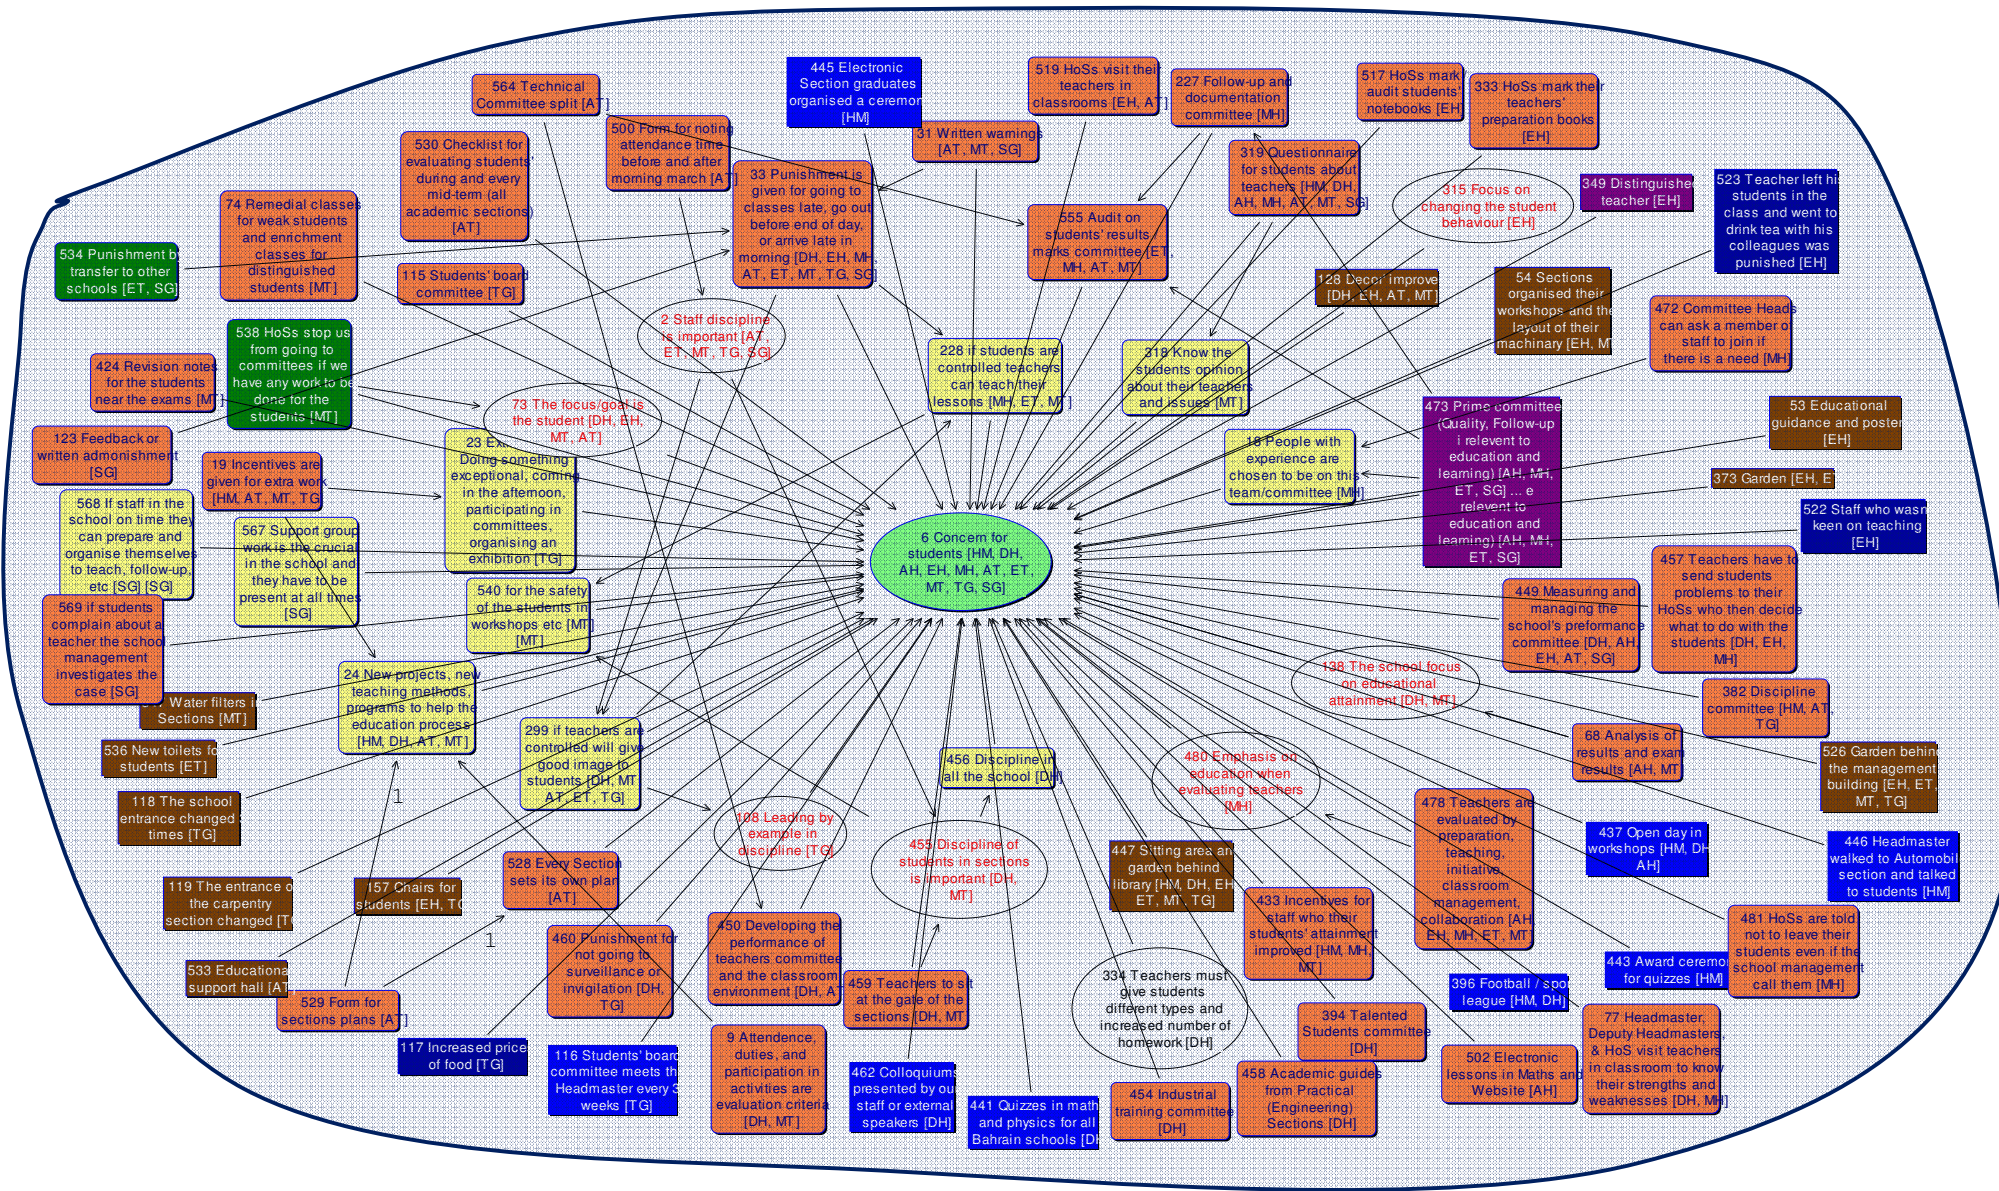 564 Technical
Committee split [AT]
445 Electronic
Section graduates
organised a ceremon
[HM]
519 HoSs visit their
teachers in
classrooms [EH, AT]
227 Follow-up and
documentation
committee [MH]
517 HoSs mark /
audit students'
notebooks [EH]
333 HoSs mark their
teachers'
preparation books
[EH]
530 Checklist for
evaluating students'
during and every
mid-term (all
academic sections)
[AT]
500 Form for noting
attendance time
before and after
morning march [AT]
31 Written warnings
[AT, MT, SG]
33 Punishment is
given for going to
classes late, go out
before end of day,
or arrive late in
morning [DH, EH, MH,
AT, ET, MT, TG, SG]
319 Questionnaire
for students about
teachers [HM, DH,
AH, MH, AT, MT, SG]
315 Focus on
changing the student
behaviour [EH]
349 Distinguished
teacher [EH]
523 Teacher left his
students in the
class and went to
drink tea with his
colleagues was
punished [EH]
74 Remedial classes
for weak students
and enrichment
classes for
distinguished
students [MT]
534 Punishment by
transfer to other
schools [ET, SG]
115 Students' board
committee [TG]
555 Audit on
students' results
marks committee [ET,
MH, AT, MT]
128 Decor improve
[DH, EH, AT, MT]
54 Sections
organised their
workshops and the
layout of their
machinary [EH, MT
472 Committee Heads
can ask a member of
staff to join if
there is a need [MH]
538 HoSs stop us
from going to
committees if we
have any work to be
done for the
students [MT]
2 Staff discipline
is important [AT,
ET, MT, TG, SG]
228 if students are
controlled teachers
can teach their
lessons [MH, ET, MT]
318 Know the
students opinion
about their teachers
and issues [MT]
424 Revision notes
for the students
near the exams [MT]
73 The focus/goal is
the student [DH, EH,
MT, AT]
473 Prime committee
(Quality, Follow-up
i relevent to
education and
learning) [AH, MH,
ET, SG] ... e
relevent to
education and
learning) [AH, MH,
ET, SG]
53 Educational
guidance and poster
[EH]
123 Feedback or
written admonishment
[SG]
19 Incentives are
given for extra work
[HM, AT, MT, TG
23
Doing something
exceptional, coming
in the afternoon,
participating in
committees,
organising an
exhibition [TG]
18 People with
experience are
chosen to be on this
team/committee [MH]
373 Garden [EH, E
568 If staff in the
school on time they
can prepare and
organise themselves
to teach, follow-up,
etc [SG] [SG]
567 Support group
work is the crucial
in the school and
they have to be
present at all times
[SG]
6 Concern for
students [HM, DH,
AH, EH, MH, AT, ET,
MT, TG, SG]
522 Staff who wasn
keen on teaching
[EH]
569 if students
complain about a
teacher the school
management
investigates the
case [SG]
540 for the safety
of the students in
workshops etc [MT]
[MT]
449 Measuring and
managing the
school's preformance
committee [DH, AH,
EH, AT, SG]
457 Teachers have to
send students
problems to their
HoSs who then decide
what to do with the
students [DH, EH,
MH]
Water filters in
Sections [MT]
24 New projects, new
teaching methods,
programs to help the
education process
[HM, DH, AT, MT]
138 The school focus
on educational
attainment [DH, MT]
382 Discipline
committee [HM, AT,
TG]
536 New toilets fo
students [ET]
299 if teachers are
controlled will give
good image to
students [DH, MT
AT, ET, TG]
456 Discipline in
all the school [DH]
480 Emphasis on
education when
evaluating teachers
[MH]
68 Analysis of
results and exam
results [AH, MT]
526 Garden behin
the management
building [EH, ET,
MT, TG]
118 The school
entrance changed
times [TG]
1
108 Leading by
example in
discipline [TG]
455 Discipline of
students in sections
is important [DH,
MT]
478 Teachers are
evaluated by
preparation,
teaching,
initiative,
classroom
management,
collaboration [AH,
EH, MH, ET, MT]
437 Open day in
workshops [HM, DH
AH]
446 Headmaster
walked to Automobil
section and talked
to students [HM]
119 The entrance o
the carpentry
section changed [T
157 Chairs for
students [EH, TG
528 Every Section
sets its own plan
[AT]
447 Sitting area an
garden behind
library [HM, DH, EH
ET, MT, TG]
433 Incentives for
staff who their
students' attainment
improved [HM, MH,
MT]
481 HoSs are told
not to leave their
students even if the
school management
call them [MH]
1
533 Educational
support hall [AT
460 Punishment for
not going to
surveillance or
invigilation [DH,
TG]
450 Developing the
performance of
teachers committee
and the classroom
environment [DH, AT
459 Teachers to sit
at the gate of the
sections [DH, MT
334 Teachers must
give students
different types and
increased number of
homework [DH]
443 Award ceremon
for quizzes [HM]
396 Football / spor
league [HM, DH]
529 Form for
sections plans [AT]
394 Talented
Students committee
[DH]
77 Headmaster,
Deputy Headmasters,
& HoS visit teachers
in classroom to know
their strengths and
weaknesses [DH, MH]
117 Increased price
of food [TG]
116 Students' board
committee meets th
Headmaster every 3
weeks [TG]
9 Attendence,
duties, and
participation in
activities are
evaluation criteria
[DH, MT]
462 Colloquiums
presented by ou
staff or external
speakers [DH]
441 Quizzes in math
and physics for all
Bahrain schools [DH
454 Industrial
training committee
[DH]
458 Academic guides
from Practical
(Engineering)
Sections [DH]
502 Electronic
lessons in Maths and
Website [AH]